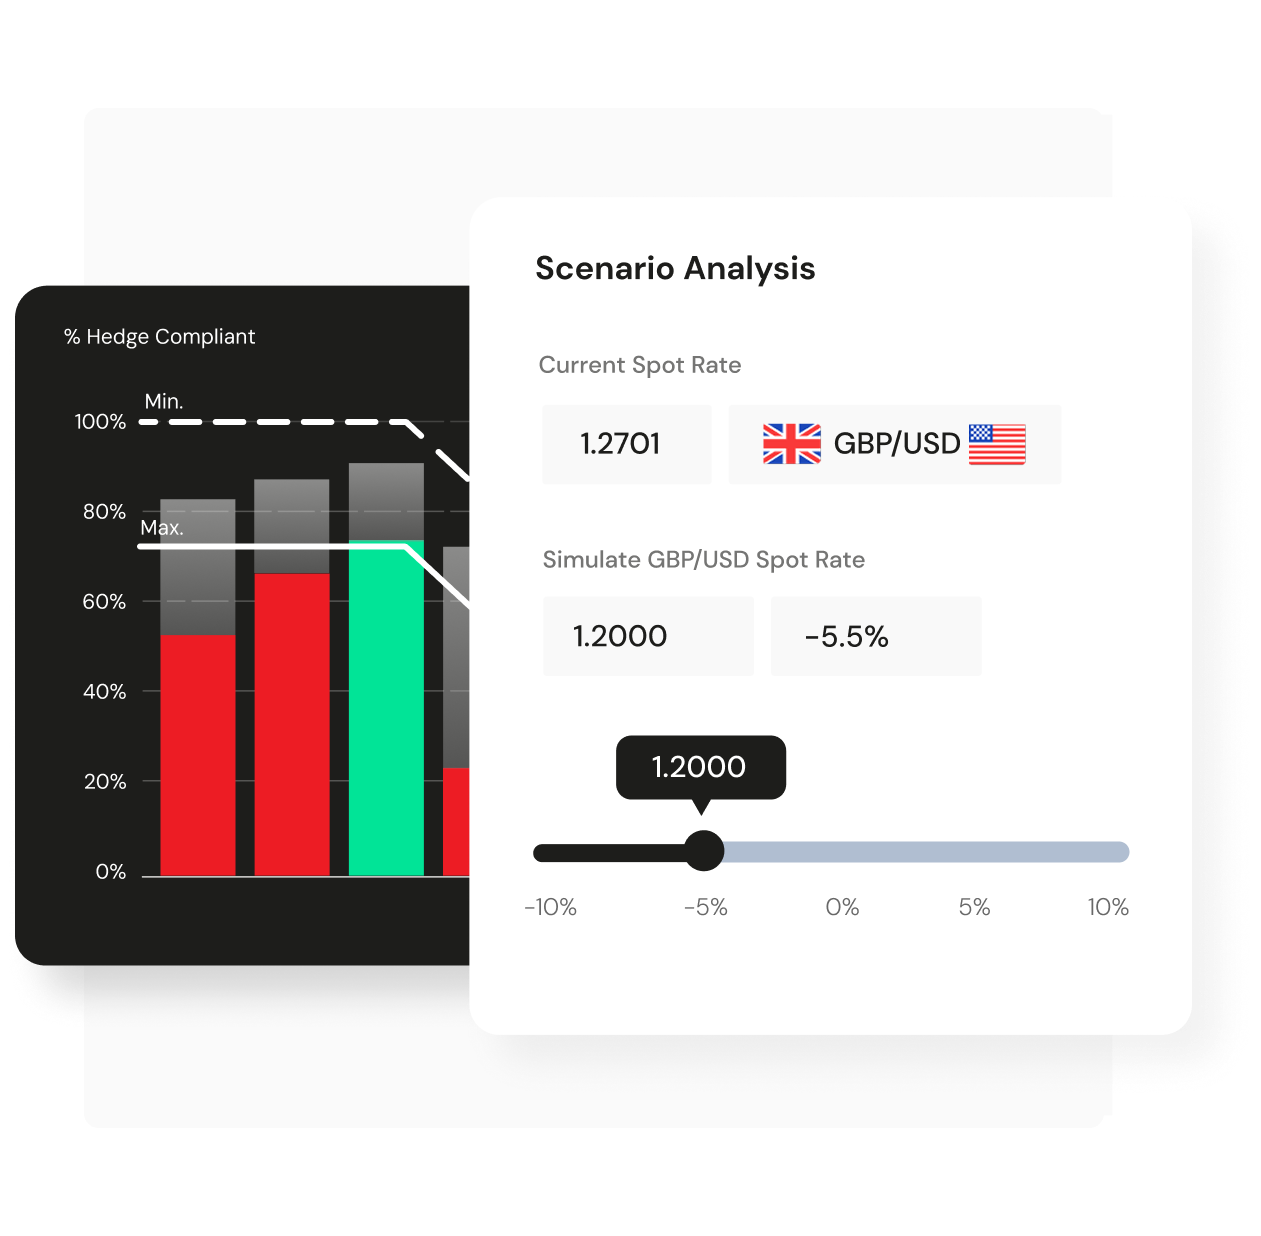 % Hedge Compliant
Min.
100%
80%
Max.
60%
40%
20%
0%
Scenario Analysis
Current Spot Rate
1.2701 GBP/USD
Simulate GBP/USD Spot Rate
1.2000 -5.5%
1.2000
-10% -5% 0% 5% 10%